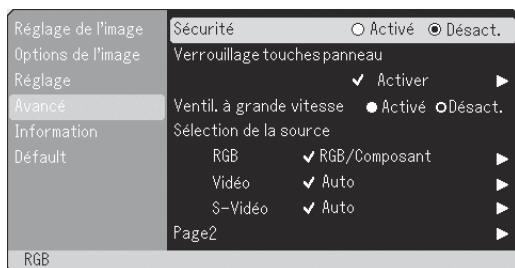 Réglage de l'image
Options de l'image
Réglage
Avancé
Information
Défault
Sécurité Activé Désact.
Verrouillage touches panneau
✓ Activer ▶
Ventil. à grande vitesse Activé Désact.
Sélection de la source
RGB ✓ RGB/Composant ▶
Vidéo ✓ Auto ▶
S-Vidéo ✓ Auto ▶
Page2 ▶
RGB